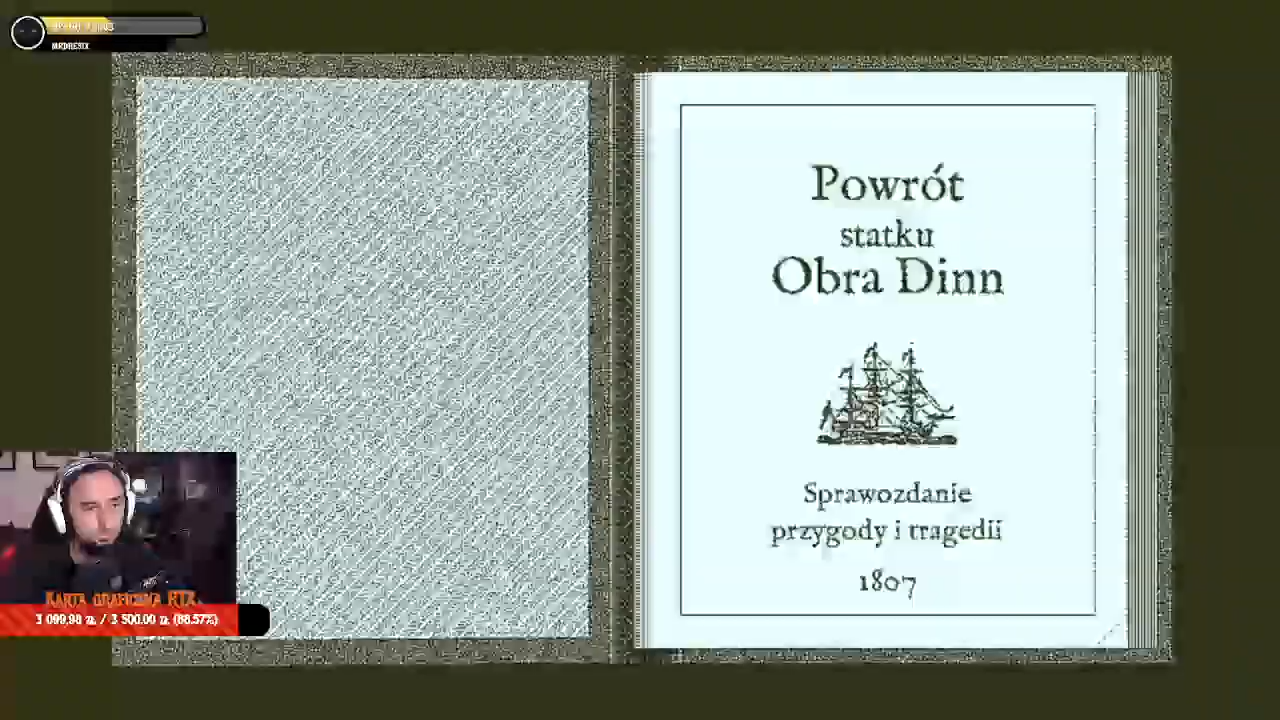 MRDRESIX
Powrót
statku
Obra Dinn
Sprawozdanie
przygody i tragedii
1807
KARTA GRAFICZNA RTX
3 099.98 zł / 3 500.00 zł (88.57%)